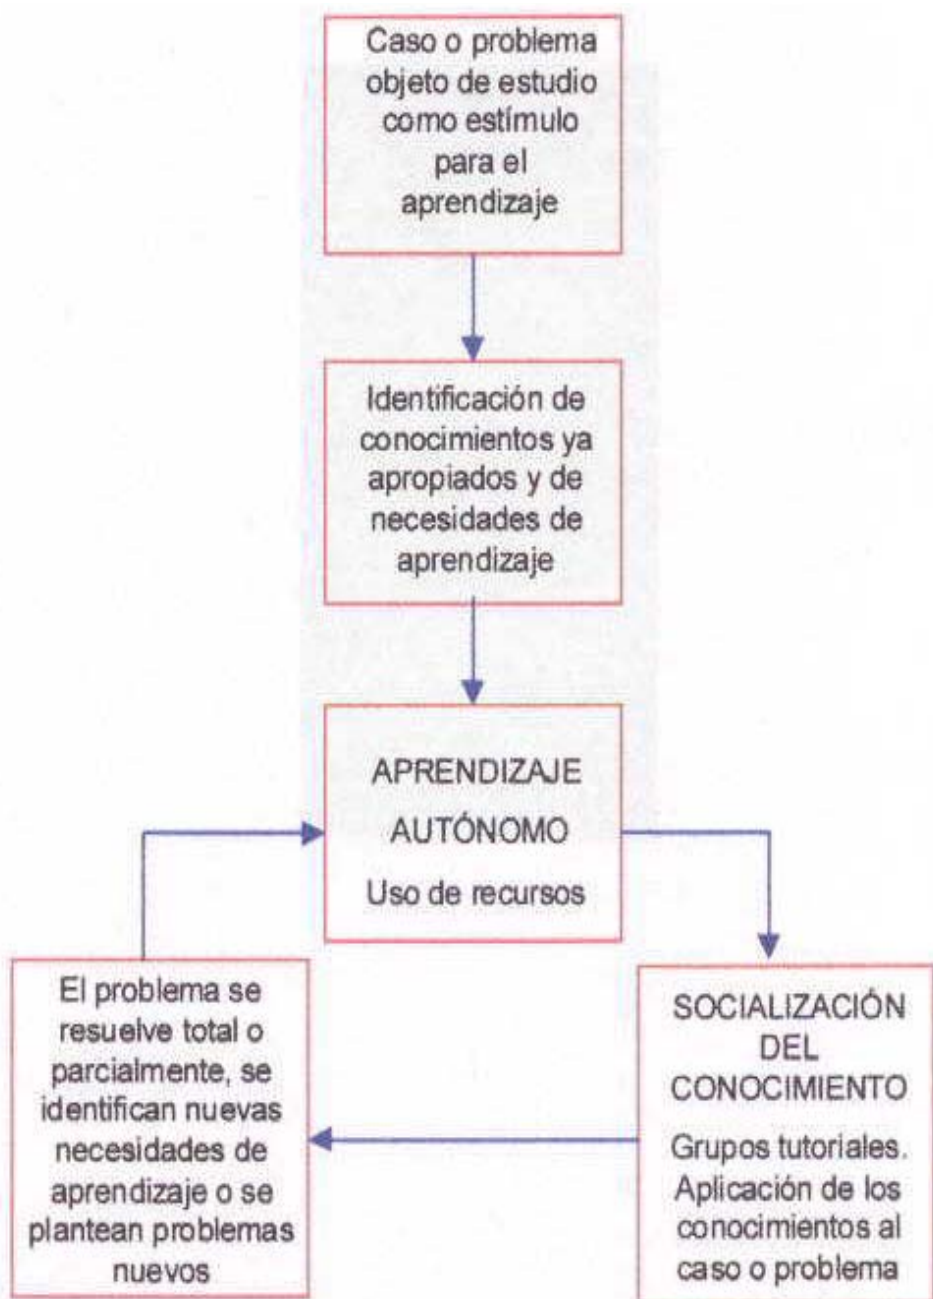 Caso o problema
objeto de estudio
como estímulo
para el
aprendizaje
Identificación de
conocimientos ya
apropiados y de
necesidades de
aprendizaje
APRENDIZAJE
AUTÓNOMO
Uso de recursos
SOCIALIZACIÓN
DEL
CONOCIMIENTO
Grupos tutoriales.
Aplicación de los
conocimientos al
caso o problema
El problema se
resuelve total o
parcialmente, se
identifican nuevas
necesidades de
aprendizaje o se
plantean problemas
nuevos